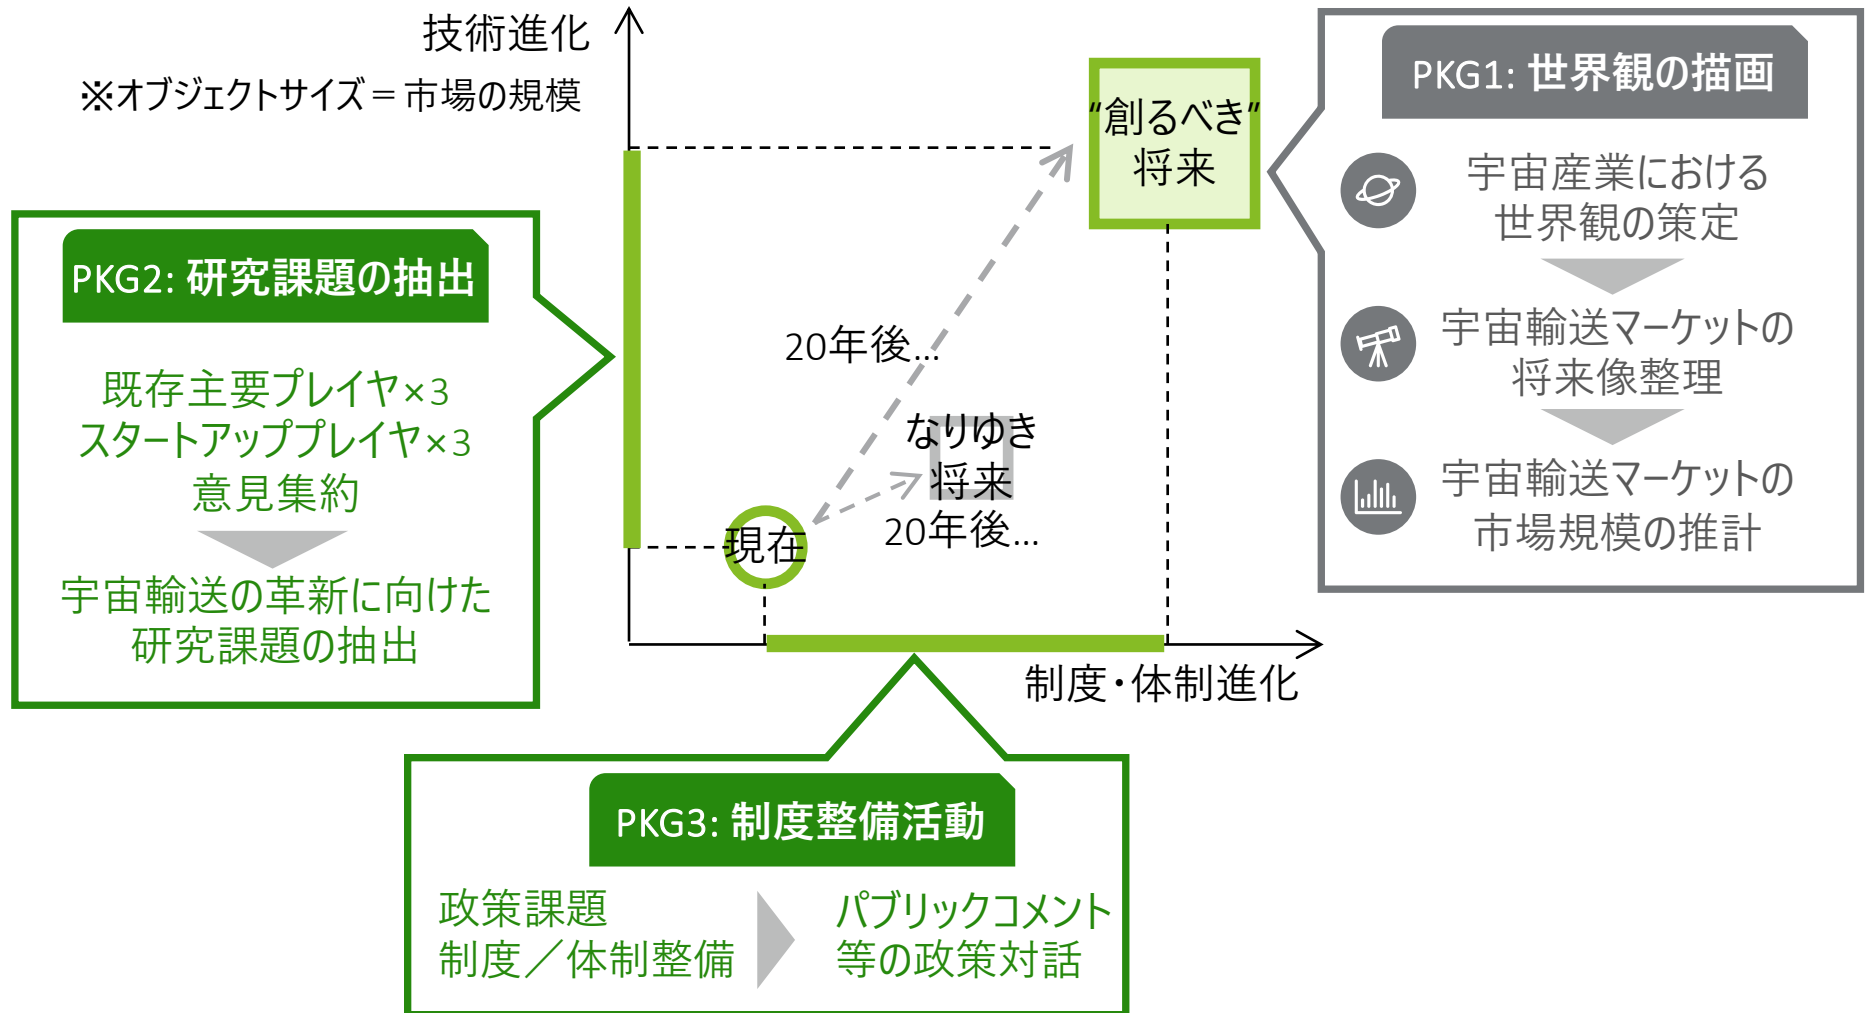 技術進化
※オブジェクトサイズ＝市場の規模
"創るべき"
将来
20年後…
なりゆき
将来
20年後…
現在
制度・体制進化
PKG1: 世界観の描画
宇宙産業における
世界観の策定
宇宙輸送マーケットの
将来像整理
宇宙輸送マーケットの
市場規模の推計
PKG2: 研究課題の抽出
既存主要プレイヤ×3
スタートアッププレイヤ×3
意見集約
宇宙輸送の革新に向けた
研究課題の抽出
PKG3: 制度整備活動
政策課題
制度／体制整備
パブリックコメント
等の政策対話